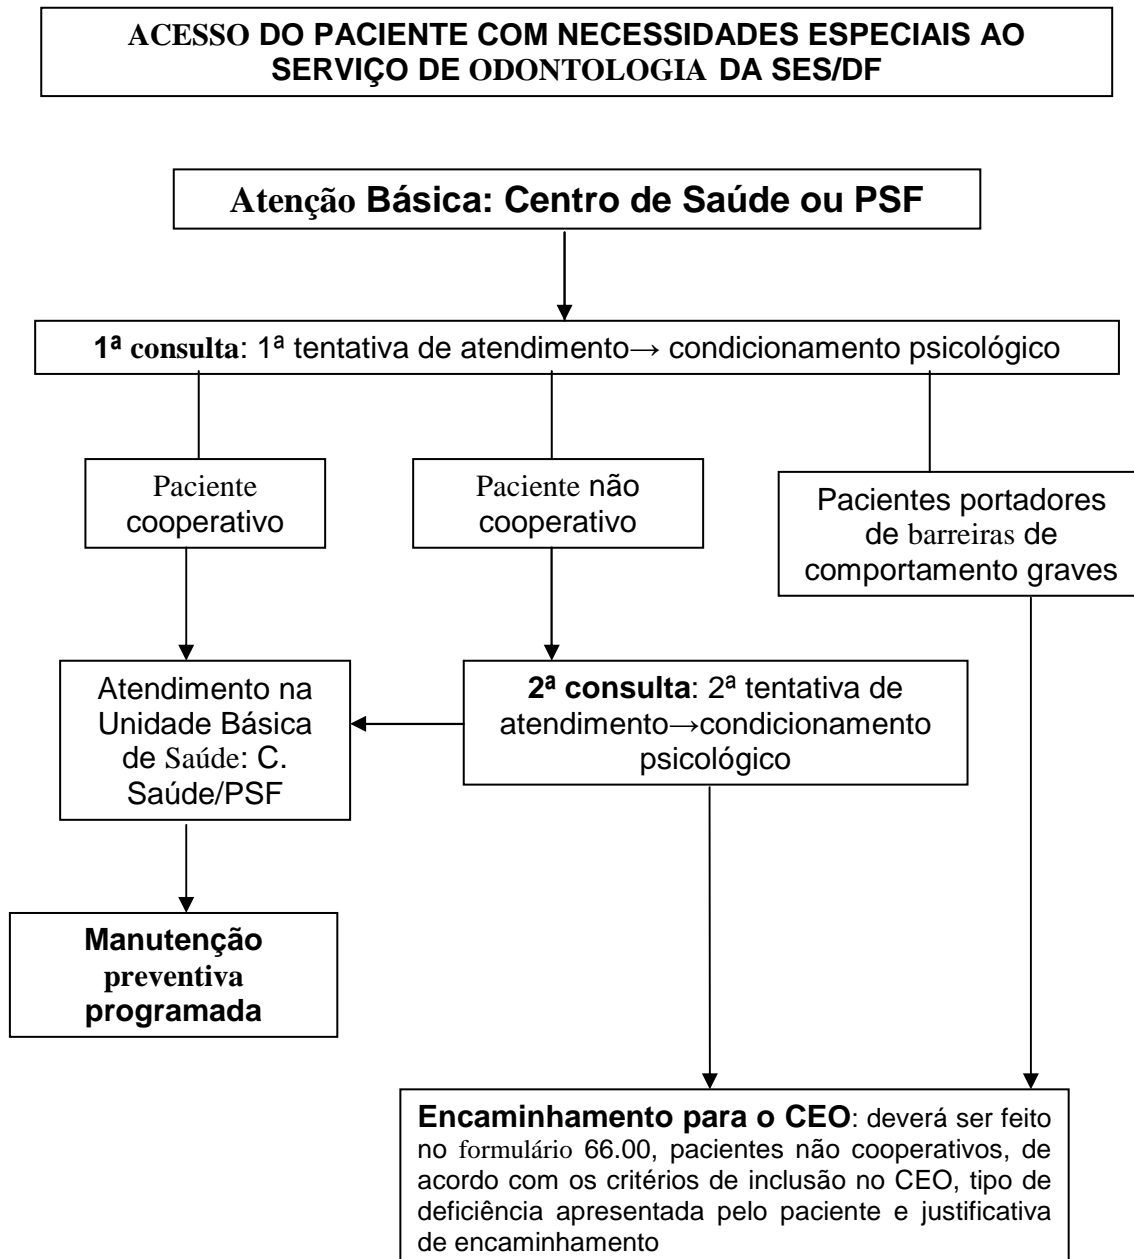 ACESSO DO PACIENTE COM NECESSIDADES ESPECIAIS AO
SERVIÇO DE ODONTOLOGIA DA SES/DF
Atenção Básica: Centro de Saúde ou PSF
1ª consulta: 1ª tentativa de atendimento→ condicionamento psicológico
Paciente
cooperativo
Paciente não
cooperativo
Pacientes portadores
de barreiras de
comportamento graves
Atendimento na
Unidade Básica
de Saúde: C.
Saúde/PSF
2ª consulta: 2ª tentativa de
atendimento→condicionamento
psicológico
Manutenção
preventiva
programada
Encaminhamento para o CEO: deverá ser feito
no formulário 66.00, pacientes não cooperativos, de
acordo com os critérios de inclusão no CEO, tipo de
deficiência apresentada pelo paciente e justificativa
de encaminhamento